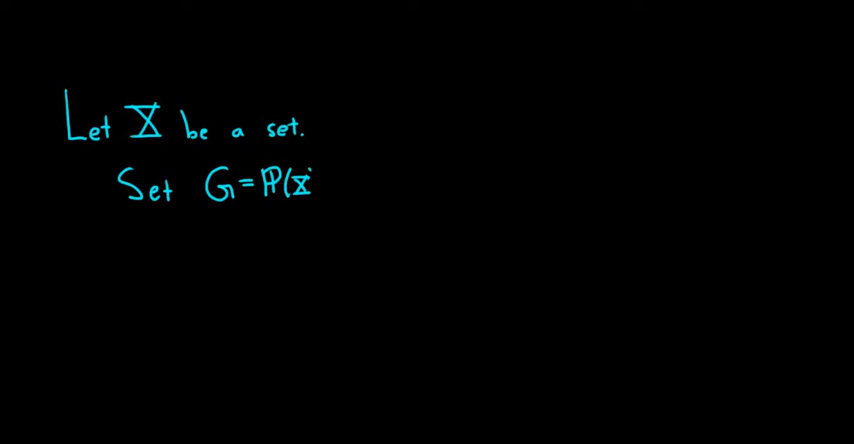 Let X be a set.
Set G = ℙ(X